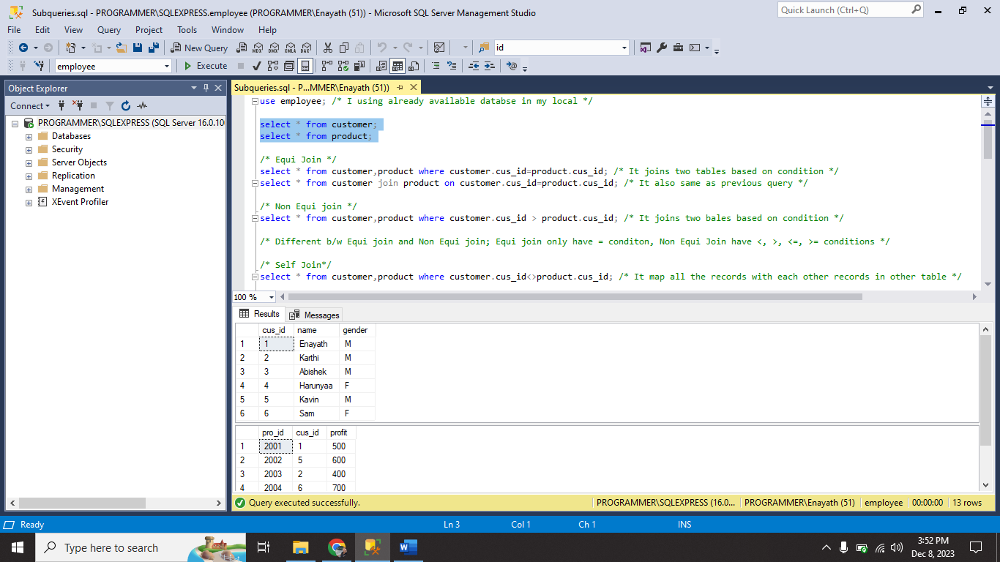 Subqueries.sql - PROGRAMMER\SQLEXPRESS.employee (PROGRAMMER\Enayath (51)) - Microsoft SQL Server Management Studio
Quick Launch (Ctrl+Q)
File Edit View Query Project Tools Window Help
New Query MDX DMX XMLA DAX id
employee Execute
Object Explorer
Connect
PROGRAMMER\SQLEXPRESS (SQL Server 16.0.10
Databases
Security
Server Objects
Replication
Management
XEvent Profiler
Subqueries.sql - P...MMER\Enayath (51))
use employee; /* I using already available databse in my local */
select * from customer;
select * from product;
/* Equi Join */
select * from customer,product where customer.cus_id=product.cus_id; /* It joins two tables based on condition */
select * from customer join product on customer.cus_id=product.cus_id; /* It also same as previous query */
/* Non Equi join */
select * from customer,product where customer.cus_id > product.cus_id; /* It joins two bales based on condition */
/* Different b/w Equi join and Non Equi join; Equi join only have = conditon, Non Equi Join have <, >, <=, >= conditions */
/* Self Join*/
select * from customer,product where customer.cus_id<>product.cus_id; /* It map all the records with each other records in other table */
100 %
Results Messages
cus_id name gender
1 1 Enayath M
2 2 Karthi M
3 3 Abishek M
4 4 Harunyaa F
5 5 Kavin M
6 6 Sam F
pro_id cus_id profit
1 2001 1 500
2 2002 5 600
3 2003 2 400
4 2004 6 700
Query executed successfully. PROGRAMMER\SQLEXPRESS (16.0... PROGRAMMER\Enayath (51) employee 00:00:00 13 rows
Ready Ln 3 Col 1 Ch 1 INS
Type here to search
3:52 PM
Dec 8, 2023